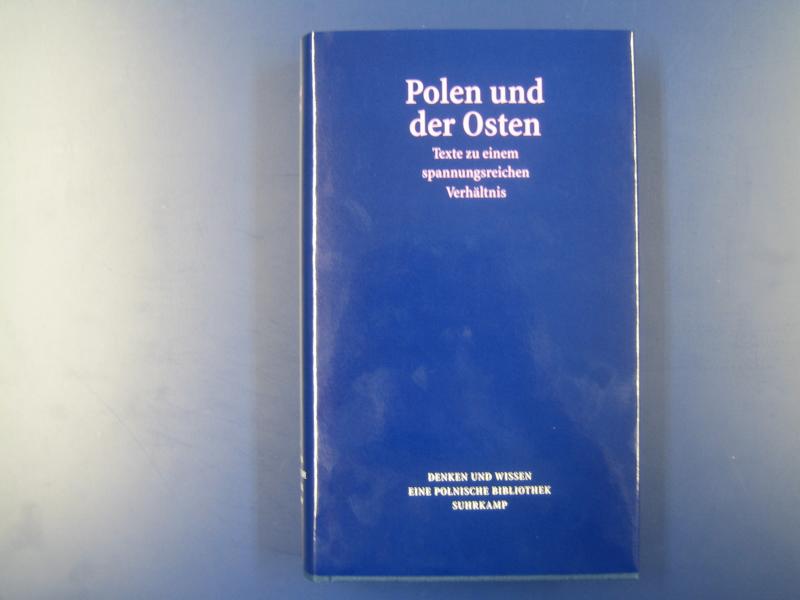 Polen und
der Osten
Texte zu einem
spannungsreichen
Verhältnis
DENKEN UND WISSEN
EINE POLNISCHE BIBLIOTHEK
SUHRKAMP